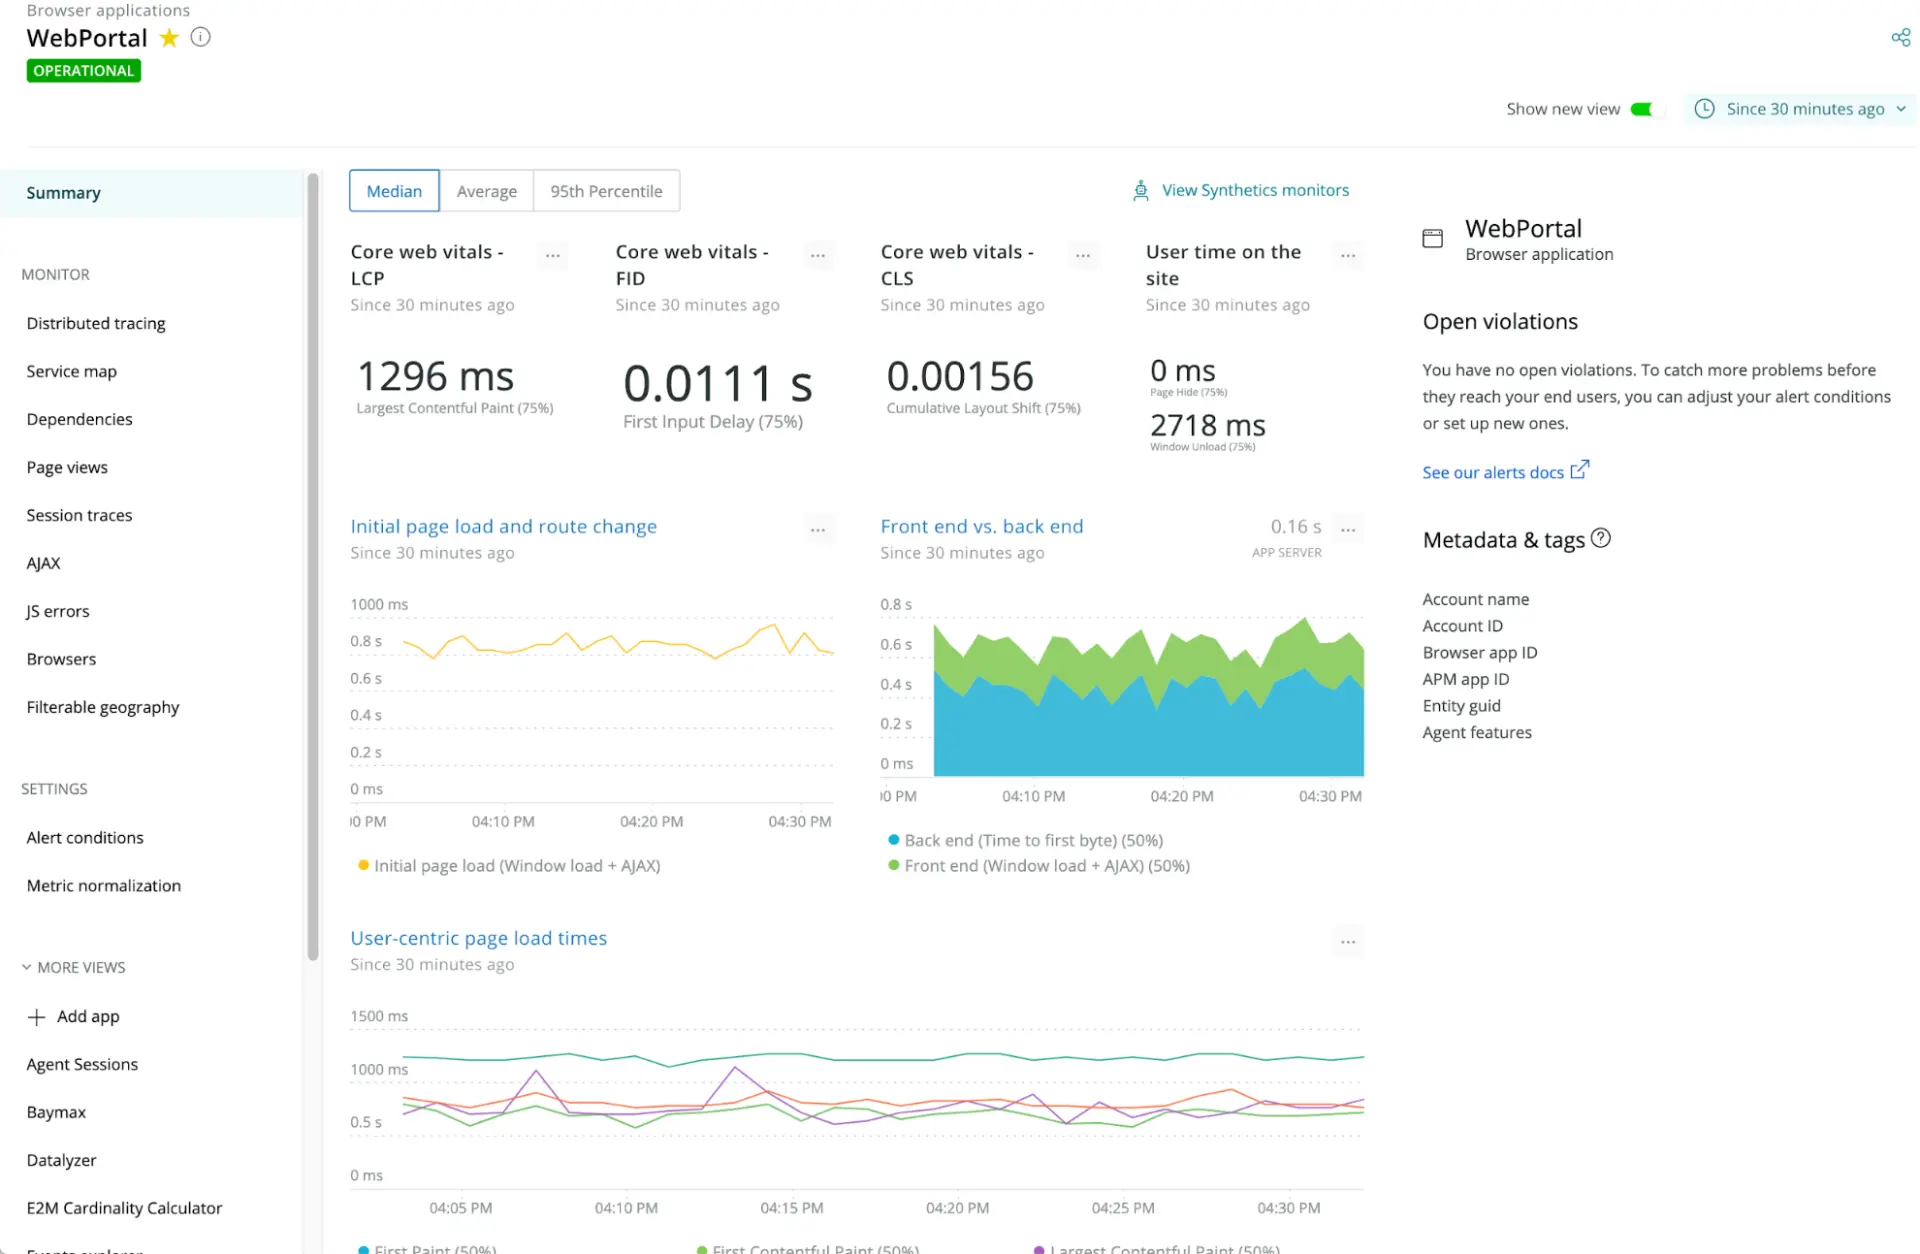 Browser applications
WebPortal
OPERATIONAL
Show new view
Since 30 minutes ago
Summary
MONITOR
Distributed tracing
Service map
Dependencies
Page views
Session traces
AJAX
JS errors
Browsers
Filterable geography
SETTINGS
Alert conditions
Metric normalization
MORE VIEWS
Add app
Agent Sessions
Baymax
Datalyzer
E2M Cardinality Calculator
Events explorer
Median
Average
95th Percentile
View Synthetics monitors
Core web vitals -
LCP
Since 30 minutes ago
1296 ms
Largest Contentful Paint (75%)
Core web vitals -
FID
Since 30 minutes ago
0.0111 s
First Input Delay (75%)
Core web vitals -
CLS
Since 30 minutes ago
0.00156
Cumulative Layout Shift (75%)
User time on the
site
Since 30 minutes ago
0 ms
Page Hide (75%)
2718 ms
Window Unload (75%)
Initial page load and route change
Since 30 minutes ago
1000 ms
0.8 s
0.6 s
0.4 s
0.2 s
0 ms
00 PM
04:10 PM
04:20 PM
04:30 PM
Initial page load (Window load + AJAX)
Front end vs. back end
Since 30 minutes ago
0.16 s
APP SERVER
0.8 s
0.6 s
0.4 s
0.2 s
0 ms
00 PM
04:10 PM
04:20 PM
04:30 PM
Back end (Time to first byte) (50%)
Front end (Window load + AJAX) (50%)
User-centric page load times
Since 30 minutes ago
1500 ms
1000 ms
0.5 s
0 ms
04:05 PM
04:10 PM
04:15 PM
04:20 PM
04:25 PM
04:30 PM
First Paint (50%)
First Contentful Paint (50%)
Largest Contentful Paint (50%)
WebPortal
Browser application
Open violations
You have no open violations. To catch more problems before
they reach your end users, you can adjust your alert conditions
or set up new ones.
See our alerts docs
Metadata & tags
Account name
Account ID
Browser app ID
APM app ID
Entity guid
Agent features